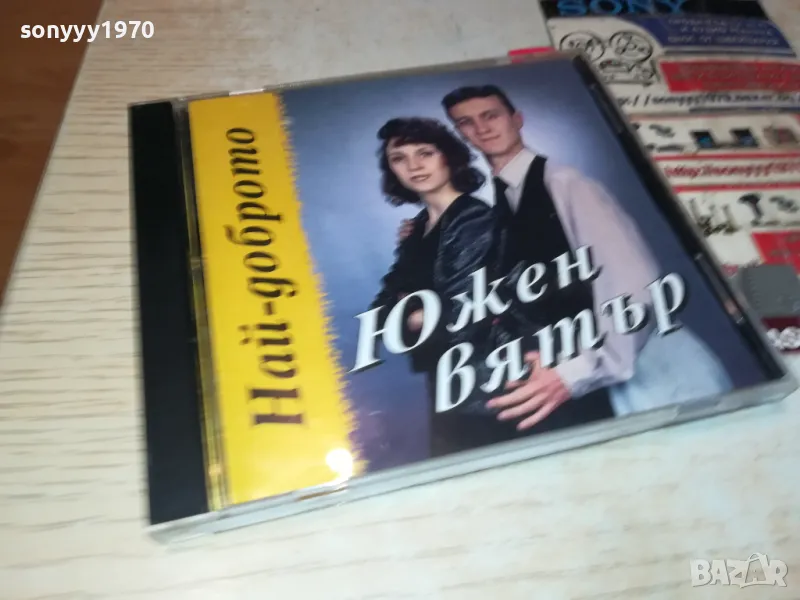 sonyyy1970
SONY
Най-доброто
Южен
вятър
BAZAR